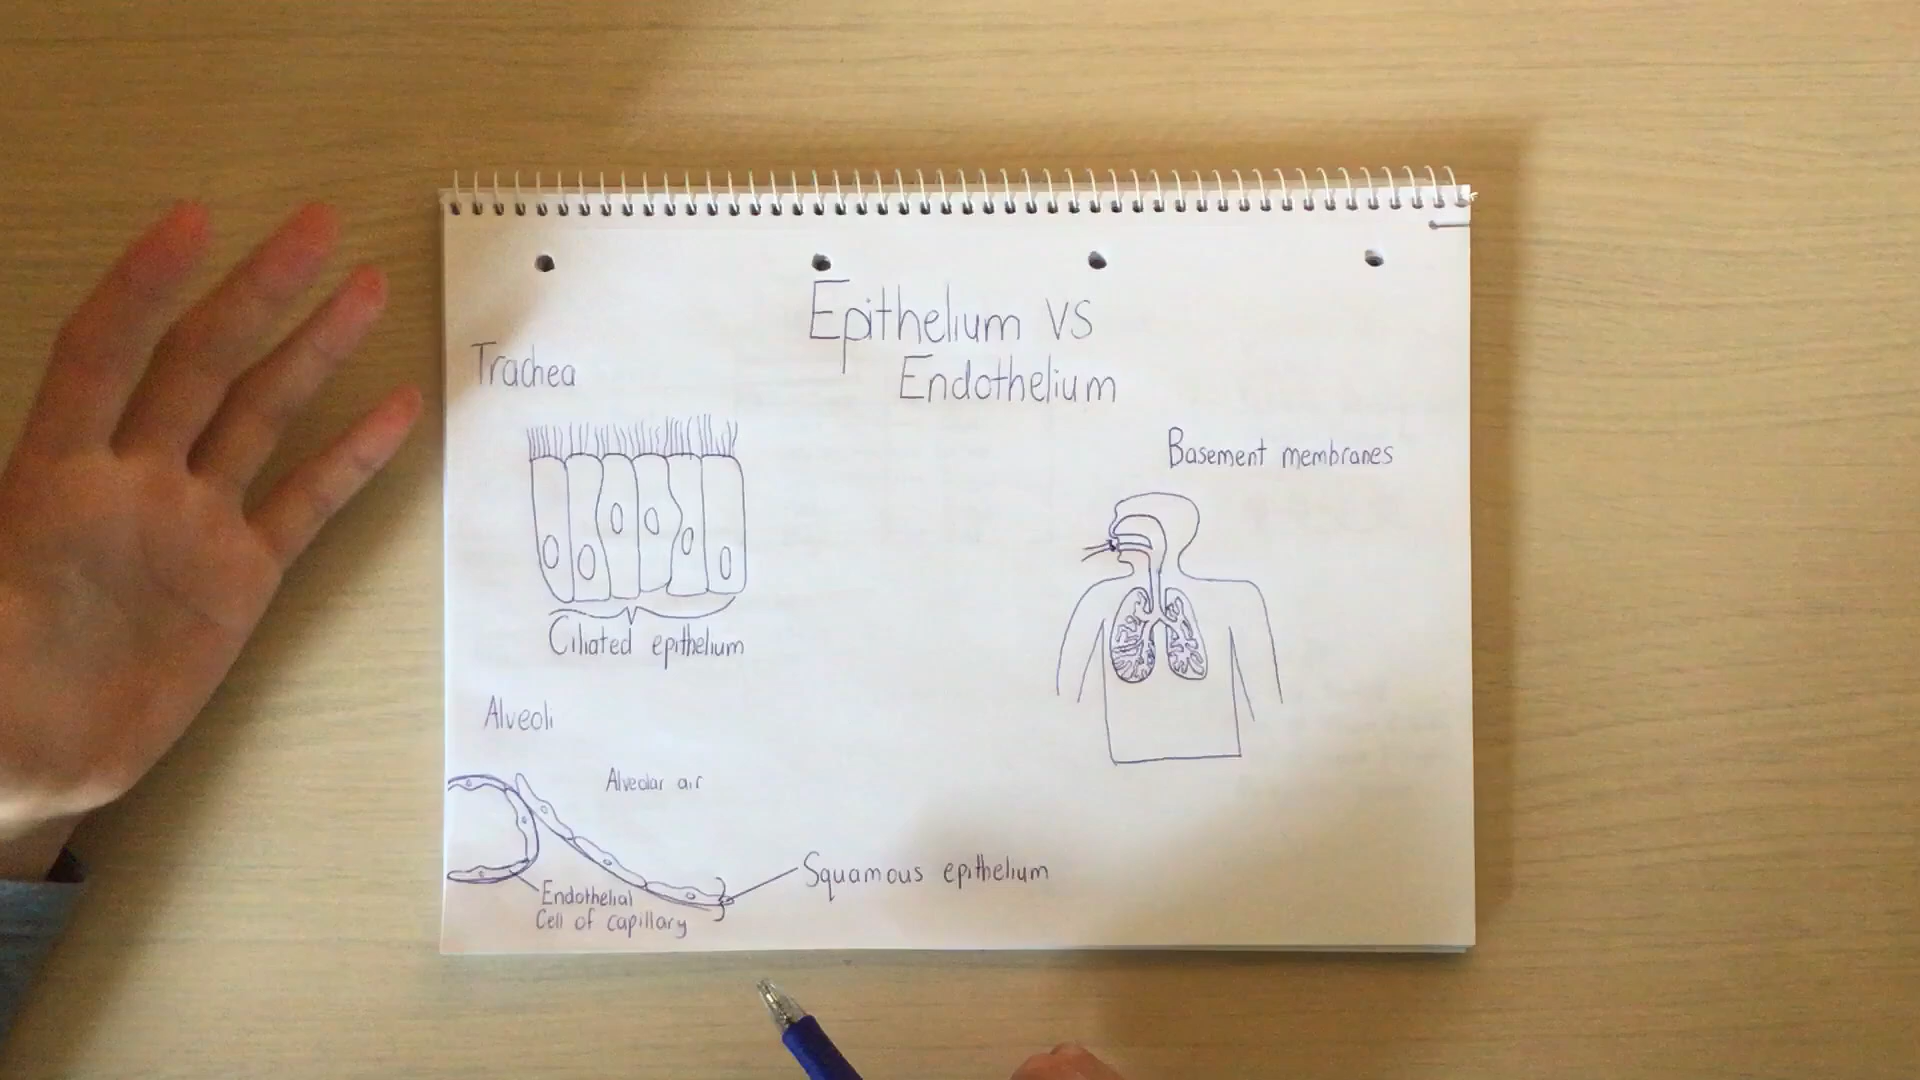 Epithelium VS
Endothelium
Trachea
Ciliated epithelium
Basement membranes
Alveoli
Alveolar air
Squamous epithelium
Endothelial
Cell of capillary